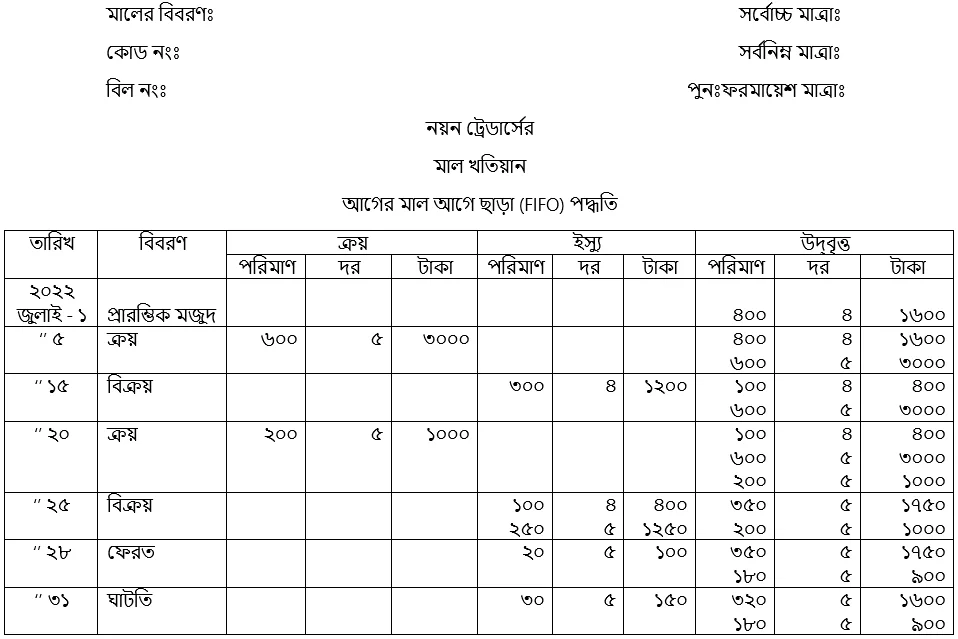 মালের বিবরণঃ সর্বোচ্চ মাত্রাঃ
কোড নংঃ সর্বনিম্ন মাত্রাঃ
বিল নংঃ পুনঃফরমায়েশ মাত্রাঃ
নয়ন ট্রেডার্সের
মাল খতিয়ান
আগের মাল আগে ছাড়া (FIFO) পদ্ধতি
তারিখ বিবরণ ক্রয় ইস্যু উদ্বৃত্ত
পরিমাণ দর টাকা পরিমাণ দর টাকা পরিমাণ দর টাকা
২০২২
জুলাই - ১ প্রারম্ভিক মজুদ ৪০০ ৪ ১৬০০
" ৫ ক্রয় ৬০০ ৫ ৩০০০ ৪০০ ৪ ১৬০০
৬০০ ৫ ৩০০০
" ১৫ বিক্রয় ৩০০ ৪ ১২০০ ১০০ ৪ ৪০০
৬০০ ৫ ৩০০০
" ২০ ক্রয় ২০০ ৫ ১০০০ ১০০ ৪ ৪০০
৬০০ ৫ ৩০০০
২০০ ৫ ১০০০
" ২৫ বিক্রয় ১০০ ৪ ৪০০ ৩৫০ ৫ ১৭৫০
২৫০ ৫ ১২৫০ ২০০ ৫ ১০০০
" ২৮ ফেরত ২০ ৫ ১০০ ৩৫০ ৫ ১৭৫০
১৮০ ৫ ৯০০
" ৩১ ঘাটতি ৩০ ৫ ১৫০ ৩২০ ৫ ১৬০০
১৮০ ৫ ৯০০